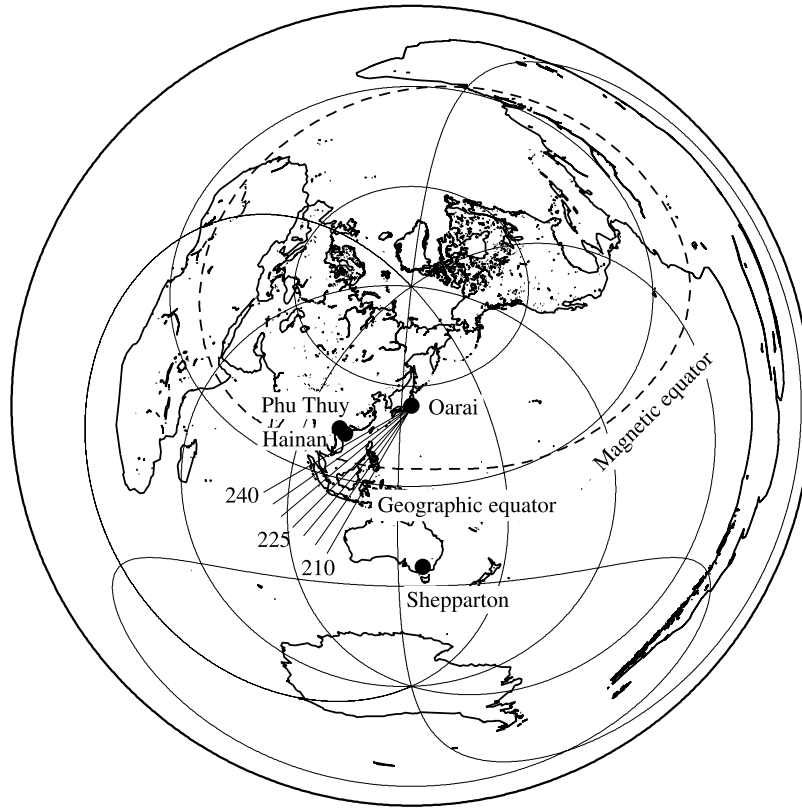 Phu Thuy
Oarai
Hainan
Magnetic equator
240
Geographic equator
225
210
Shepparton